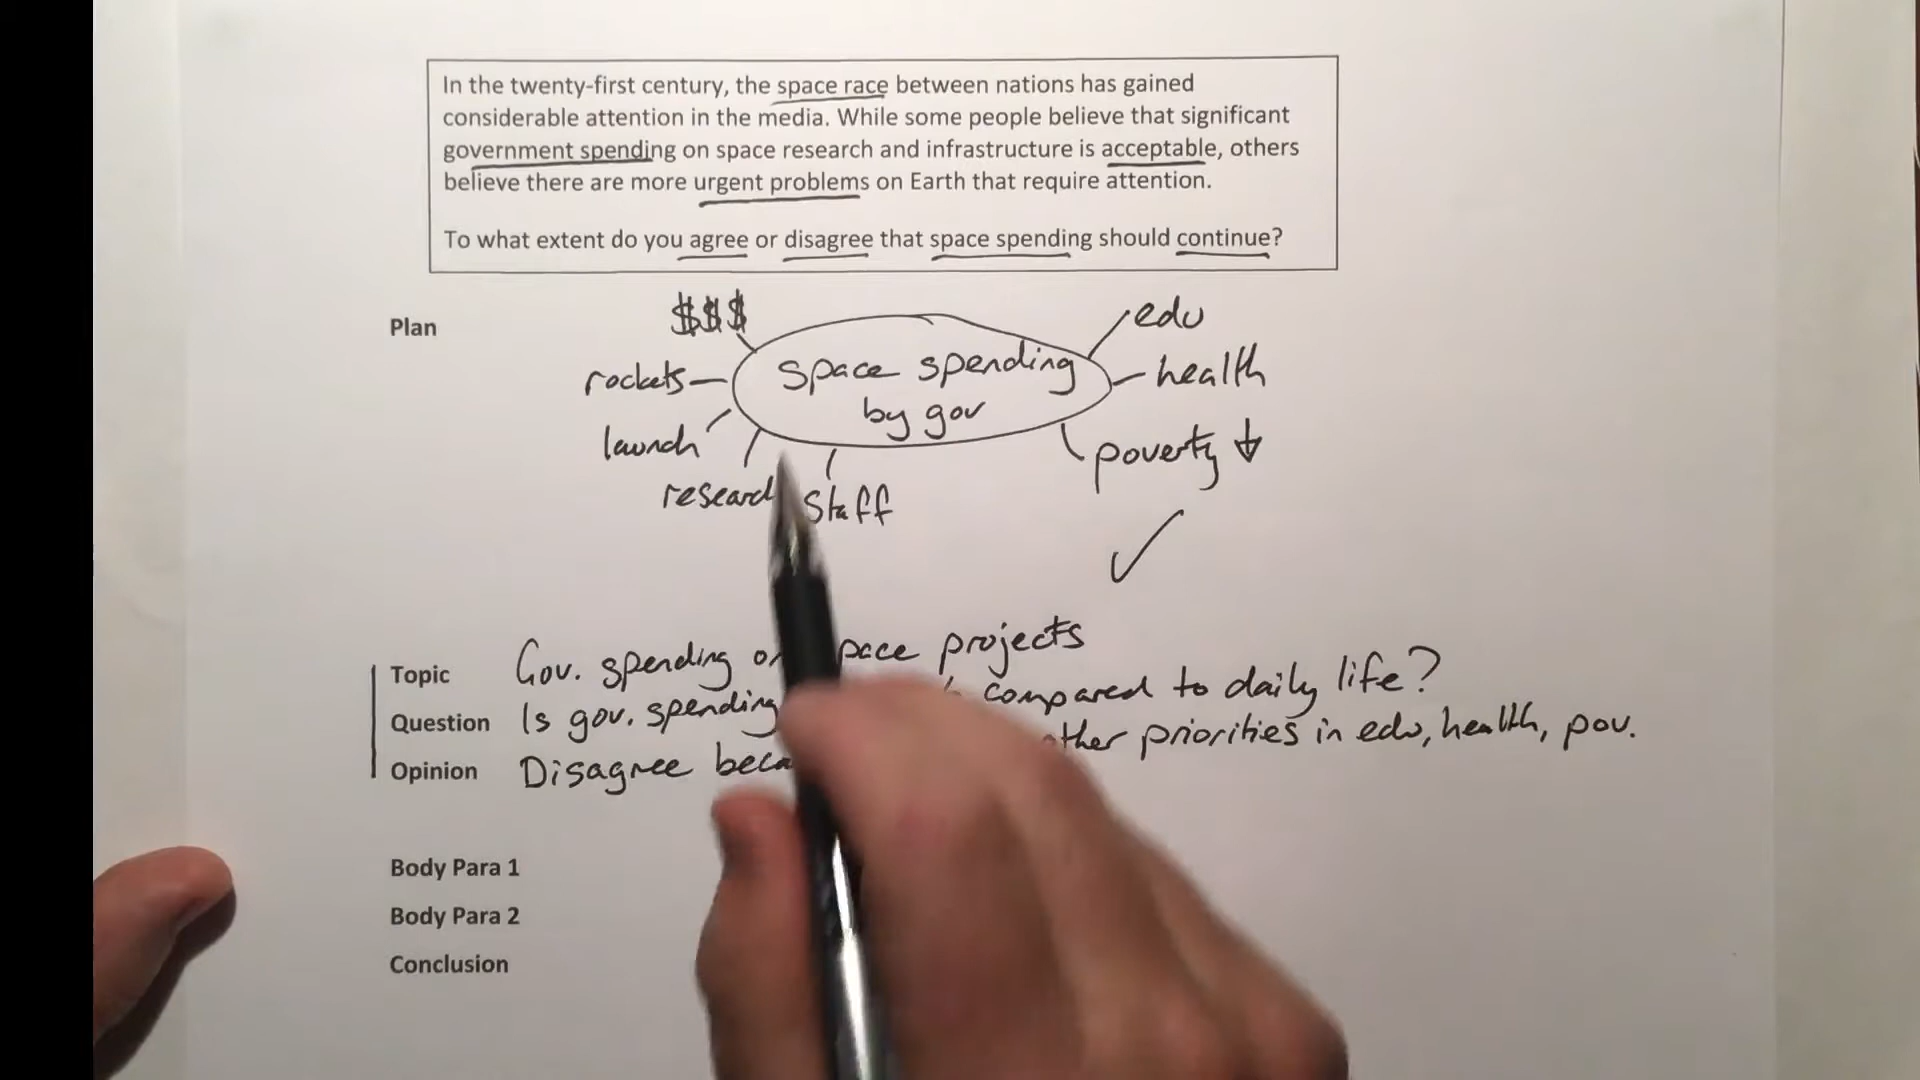 In the twenty-first century, the space race between nations has gained
considerable attention in the media. While some people believe that significant
government spending on space research and infrastructure is acceptable, others
believe there are more urgent problems on Earth that require attention.
To what extent do you agree or disagree that space spending should continue?
Plan
$$$
rockets
launch
research
Staff
Space spending
by gov
edu
health
poverty ↓
✓
Topic Gov. spending pace projects
Question Is gov. spending compared to daily life?
Opinion Disagree priorities in edu, health, pov.
Body Para 1
Body Para 2
Conclusion